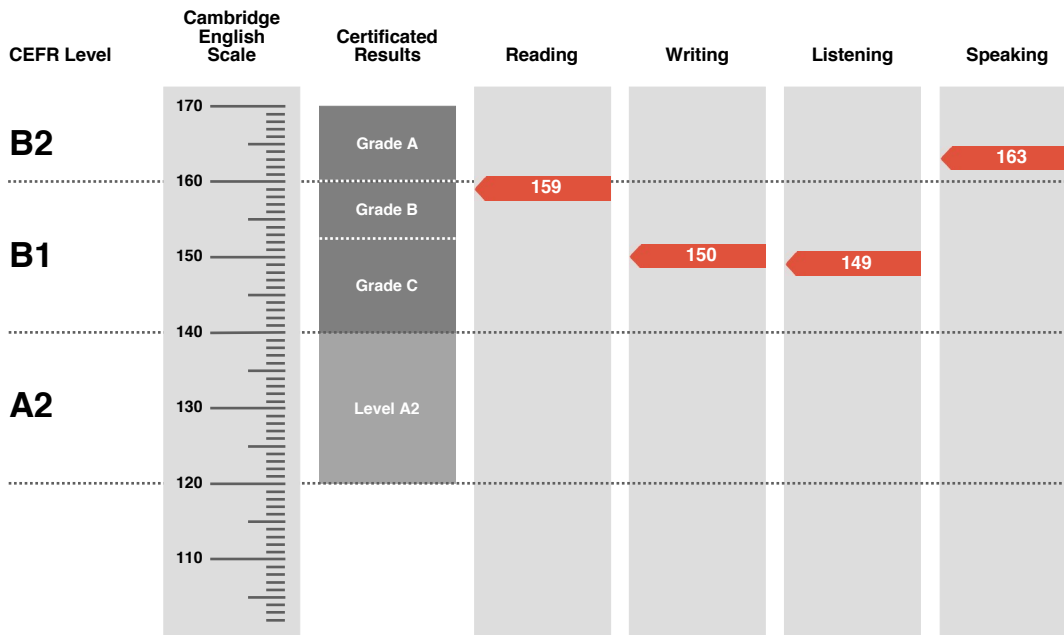 CEFR Level
Cambridge
English
Scale
Certificated
Results
Reading
Writing
Listening
Speaking
170
B2
Grade A
163
160
159
Grade B
B1
150
150
149
Grade C
140
A2
130
Level A2
120
110